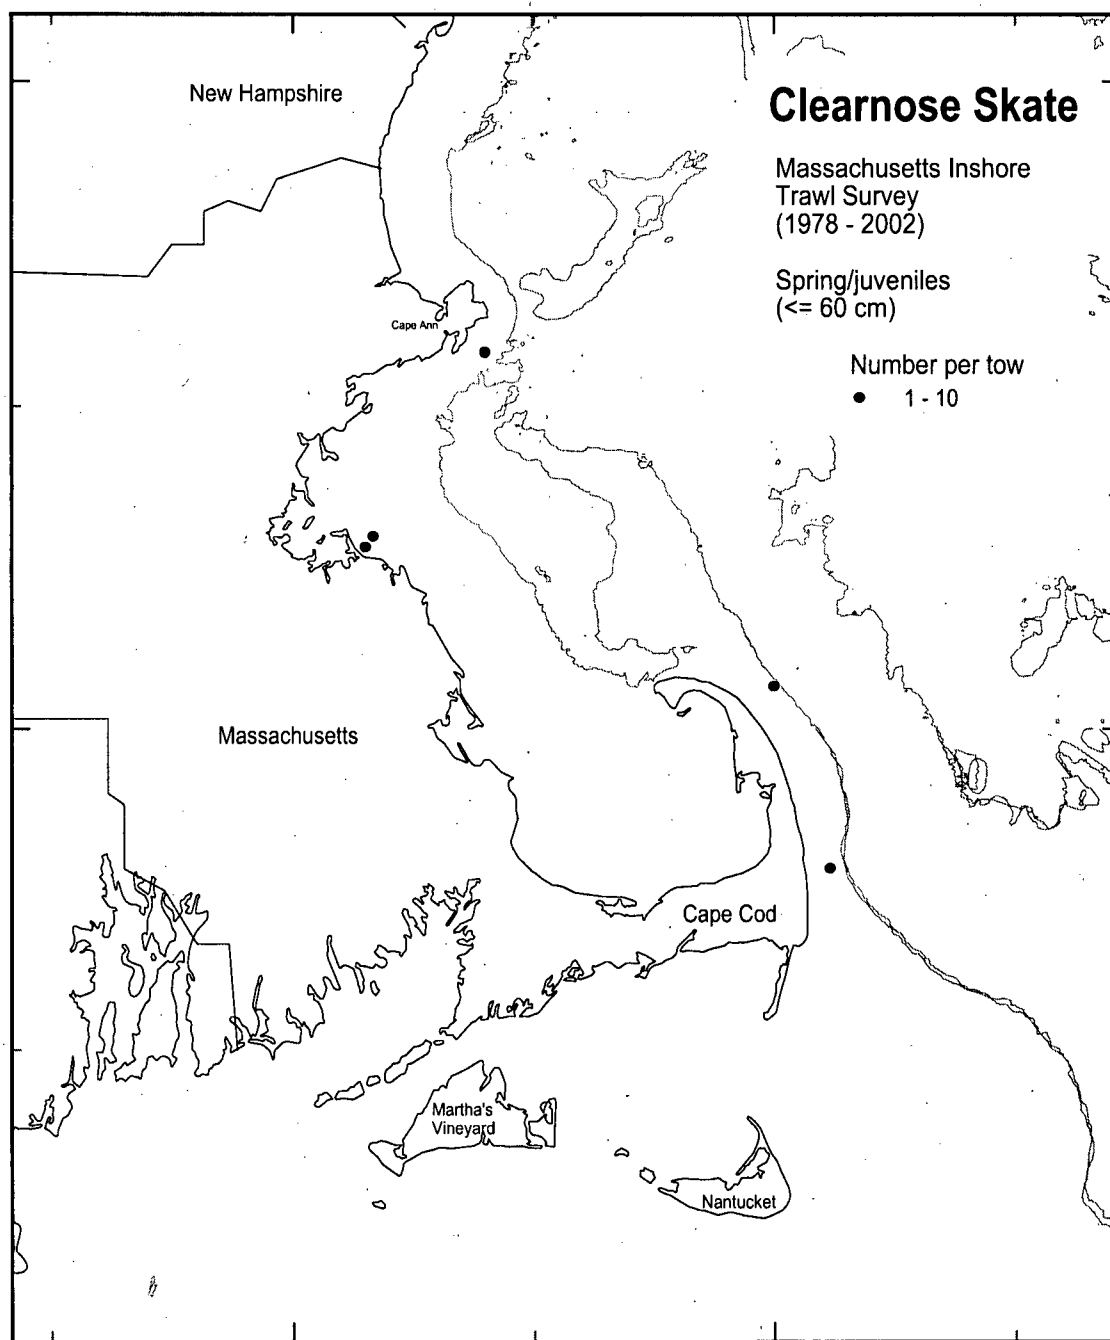 New Hampshire
Clearnose Skate
Massachusetts Inshore
Trawl Survey
(1978 - 2002)
Spring/juveniles
(<= 60 cm)
Cape Ann
Number per tow
1 - 10
Massachusetts
Cape Cod
Martha's
Vineyard
Nantucket